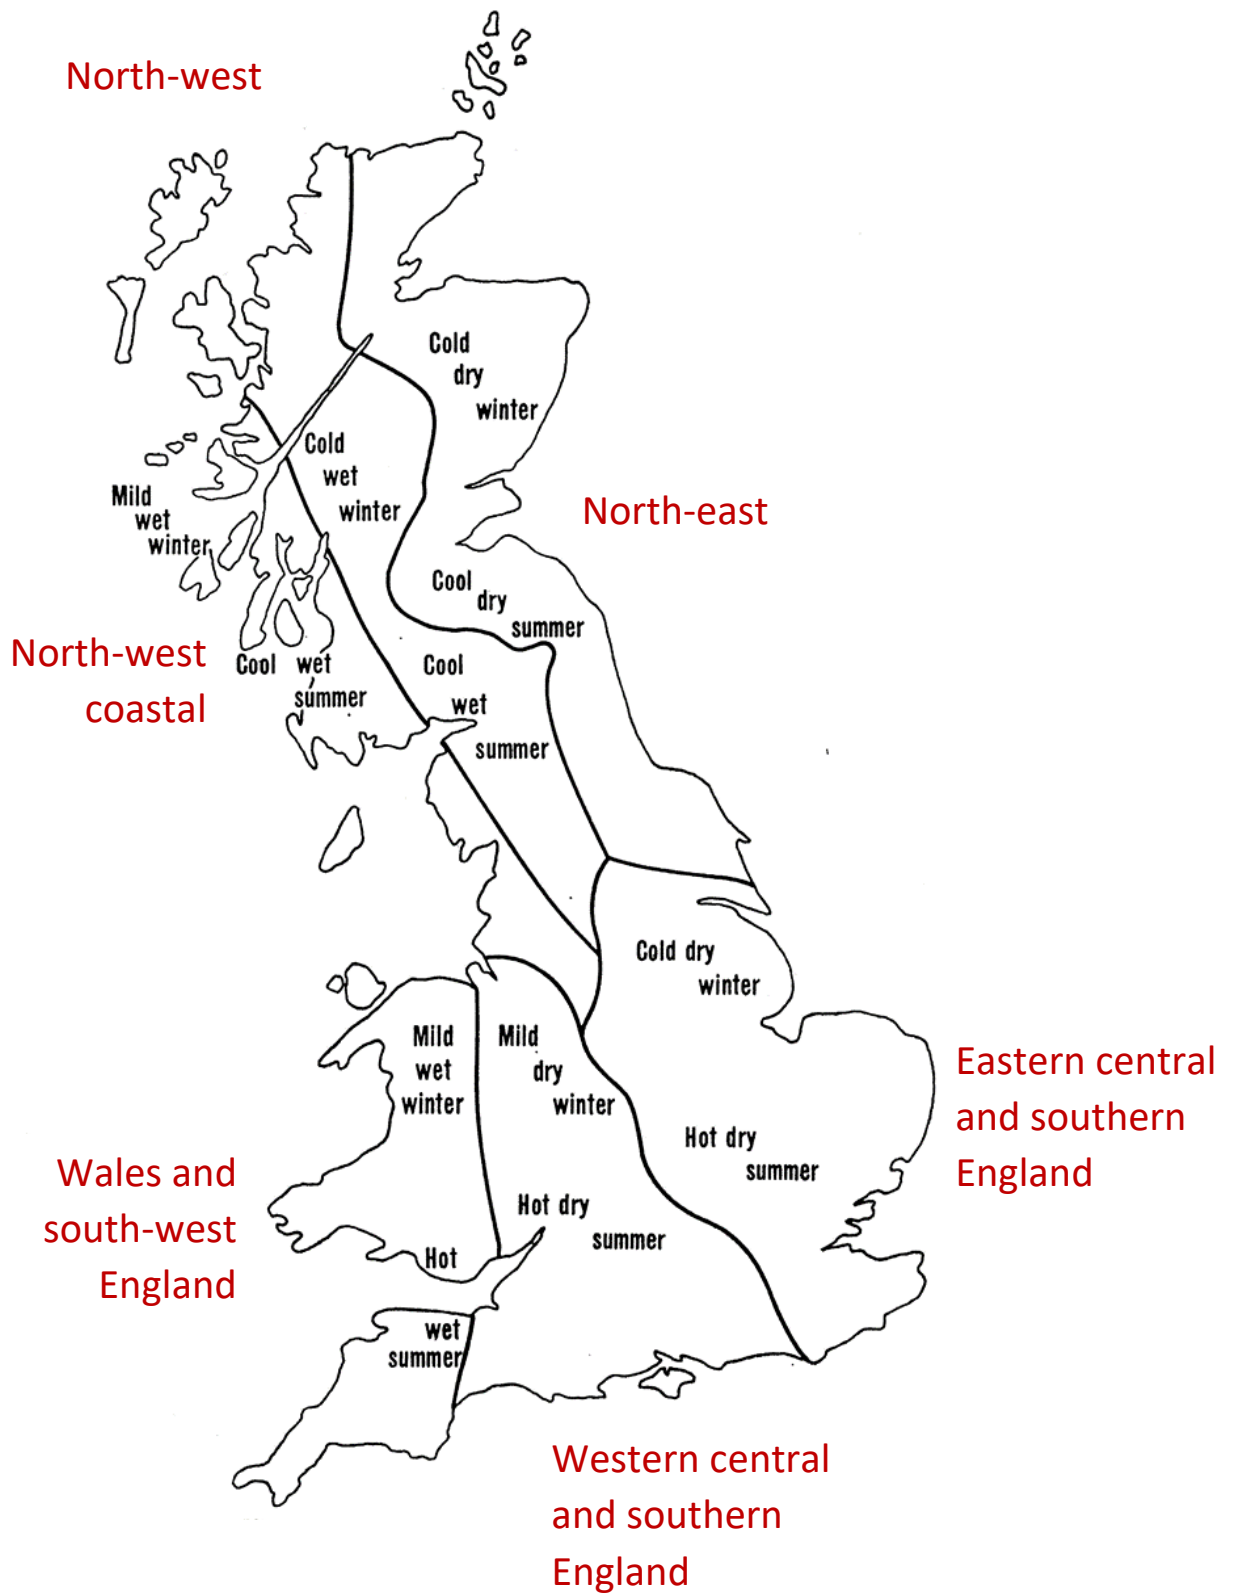 North-west
Cold
dry
winter
Cold
wet
winter
Mild
wet
winter
North-east
Cool
dry
summer
North-west
coastal
Cool wet
summer
Cool
wet
summer
Cold dry
winter
Mild
wet
winter
Mild
dry
winter
Eastern central
and southern
England
Hot dry
summer
Wales and
south-west
England
Hot dry
summer
Hot
wet
summer
Western central
and southern
England